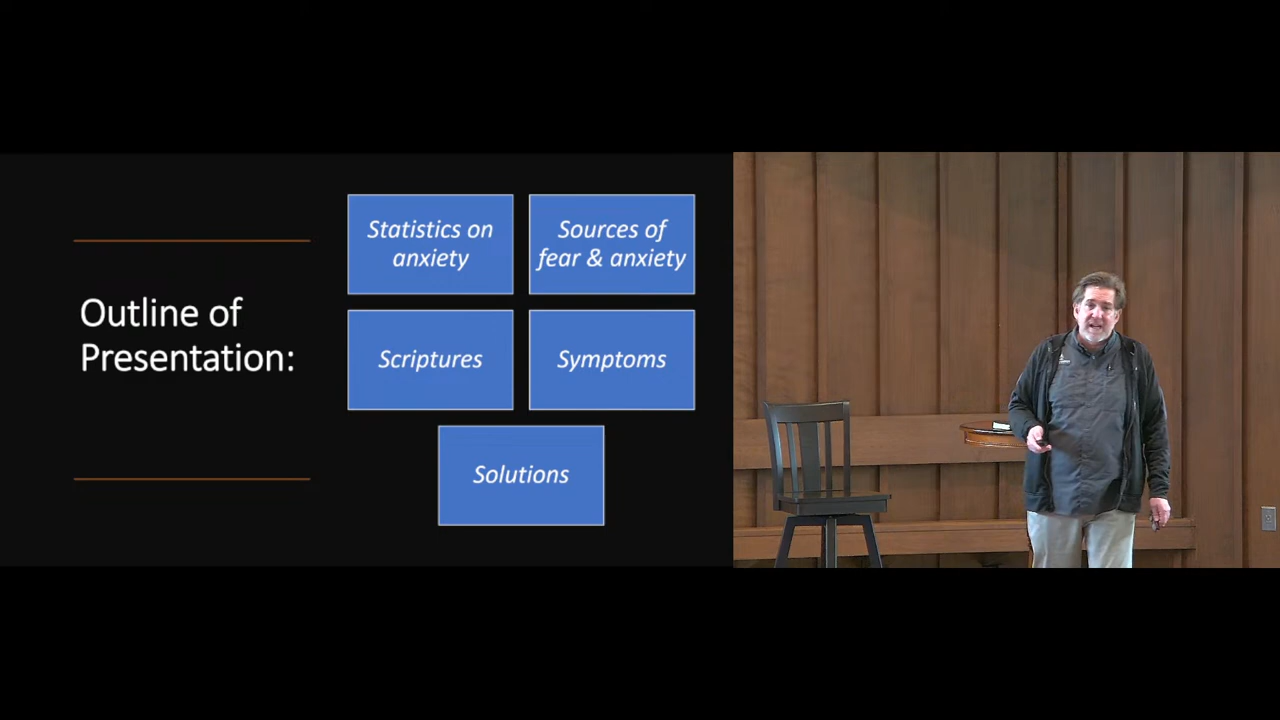 Outline of
Presentation:
Statistics on
anxiety
Sources of
fear & anxiety
Scriptures
Symptoms
Solutions